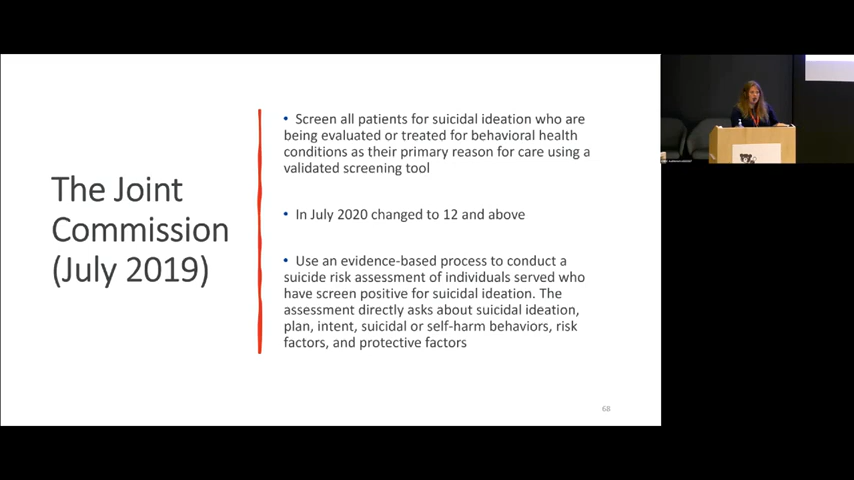 The Joint
Commission
(July 2019)
• Screen all patients for suicidal ideation who are
being evaluated or treated for behavioral health
conditions as their primary reason for care using a
validated screening tool
• In July 2020 changed to 12 and above
• Use an evidence-based process to conduct a
suicide risk assessment of individuals served who
have screen positive for suicidal ideation. The
assessment directly asks about suicidal ideation,
plan, intent, suicidal or self-harm behaviors, risk
factors, and protective factors
68